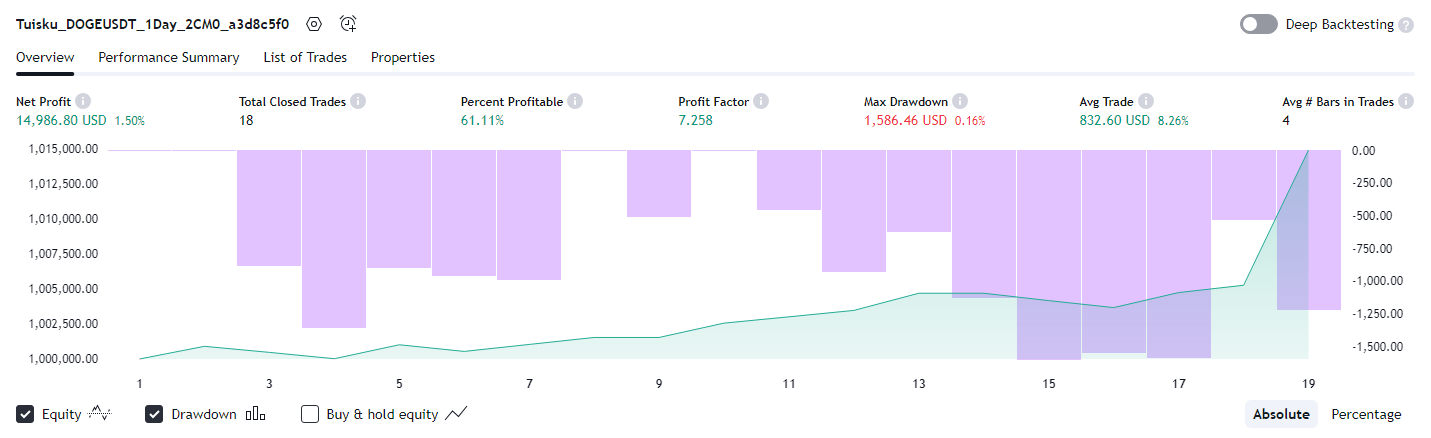 Tuisku_DOGEUSDT_1Day_2CM0_a3d8c5f0 Deep Backtesting ?
Overview Performance Summary List of Trades Properties
Net Profit Total Closed Trades Percent Profitable Profit Factor Max Drawdown Avg Trade Avg # Bars in Trades
14,986.80 USD 1.50% 18 61.11% 7.258 1,586.46 USD 0.16% 832.60 USD 8.26% 4
1,015,000.00 0.00
1,012,500.00 -250.00
1,010,000.00 -500.00
1,007,500.00 -750.00
1,005,000.00 -1,000.00
1,002,500.00 -1,250.00
1,000,000.00 -1,500.00
1 3 5 7 9 11 13 15 17 19
Equity Drawdown Buy & hold equity Absolute Percentage